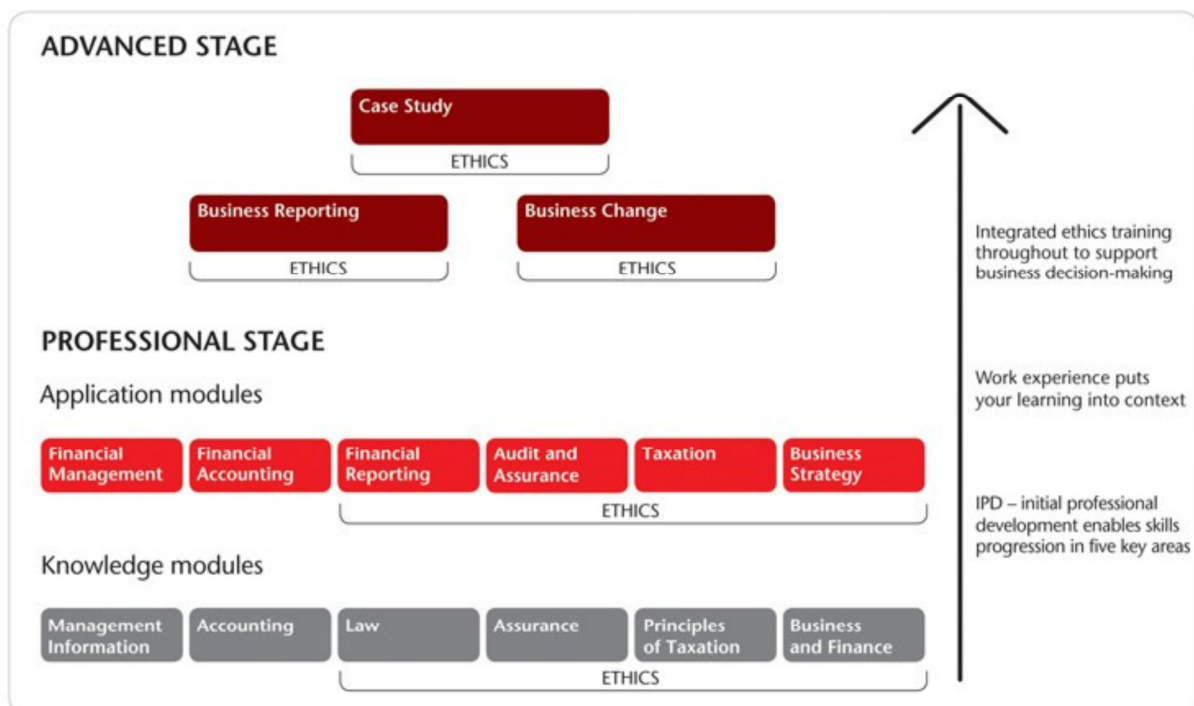 ADVANCED STAGE
Case Study
ETHICS
Business Reporting
Business Change
ETHICS
ETHICS
PROFESSIONAL STAGE
Application modules
Financial
Management
Financial
Accounting
Financial
Reporting
Audit and
Assurance
Taxation
Business
Strategy
ETHICS
Knowledge modules
Management
Information
Accounting
Law
Assurance
Principles
of Taxation
Business
and Finance
ETHICS
Integrated ethics training
throughout to support
business decision-making
Work experience puts
your learning into context
IPD – initial professional
development enables skills
progression in five key areas